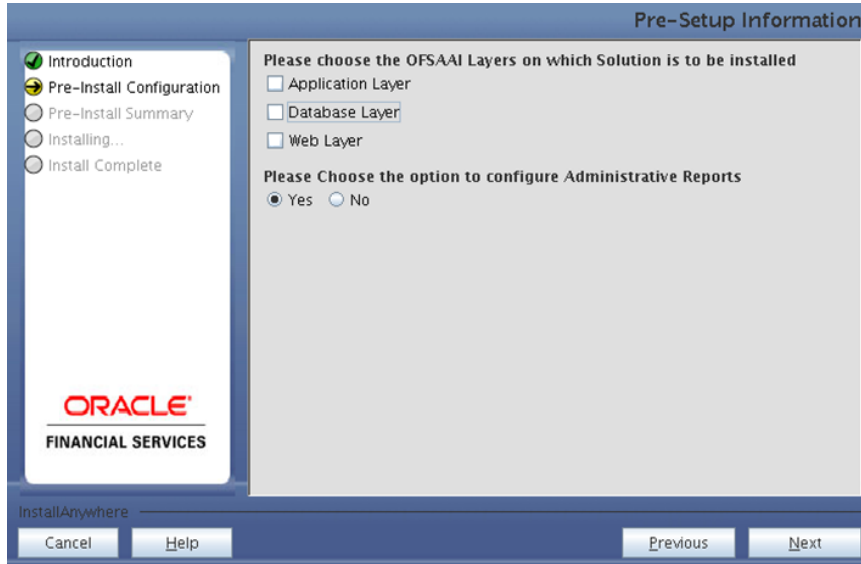 Pre-Setup Information
Introduction
Pre-Install Configuration
Pre-Install Summary
Installing...
Install Complete
ORACLE'
FINANCIAL SERVICES
Please choose the OFSAAI Layers on which Solution is to be installed
Application Layer
Database Layer
Web Layer
Please Choose the option to configure Administrative Reports
Yes No
InstallAnywhere
Cancel Help Previous Next